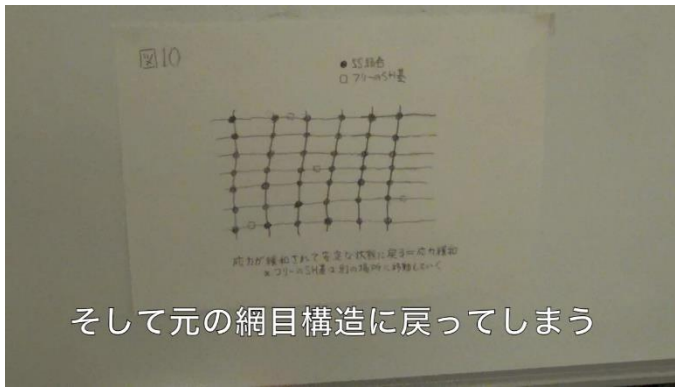 図10
● SS結合
□ フリーのSH基
応力が緩和されて安定な状態に戻る=応力緩和
* フリーのSH基は別の場所に移動していく
そして元の網目構造に戻ってしまう